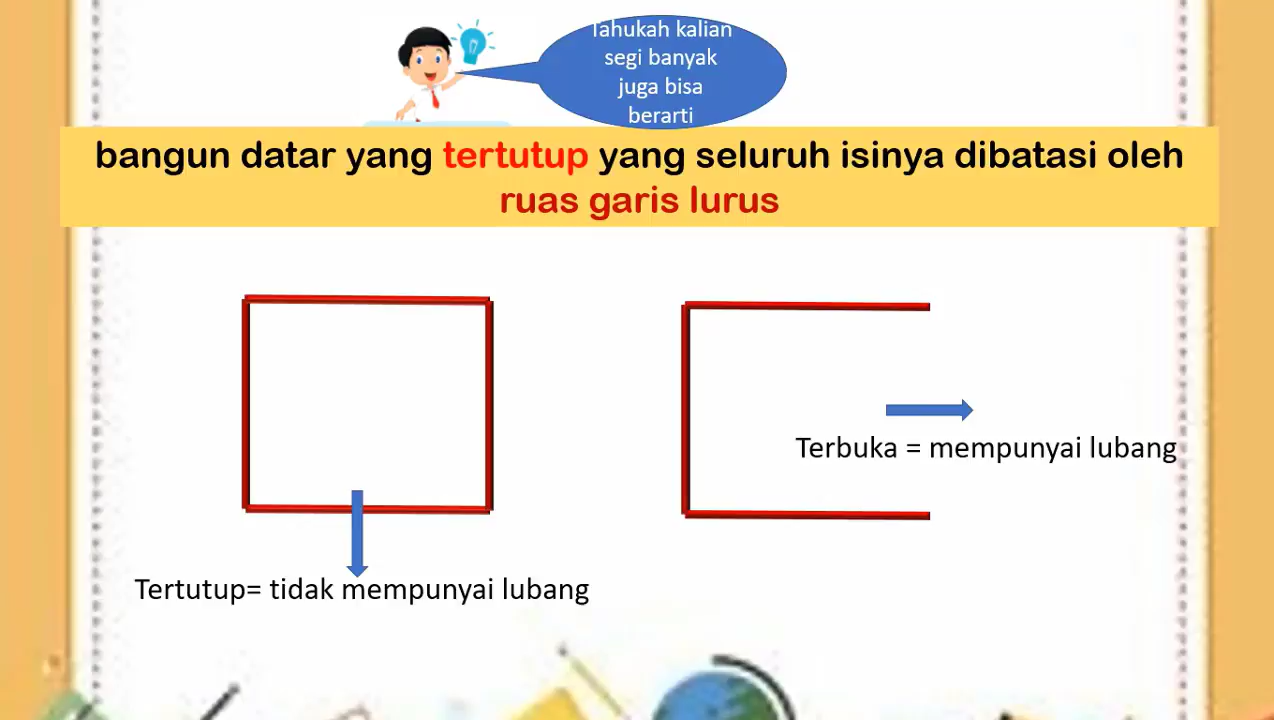 Tahukah kalian
segi banyak
juga bisa
berarti
bangun datar yang tertutup yang seluruh isinya dibatasi oleh
ruas garis lurus
Terbuka = mempunyai lubang
Tertutup= tidak mempunyai lubang